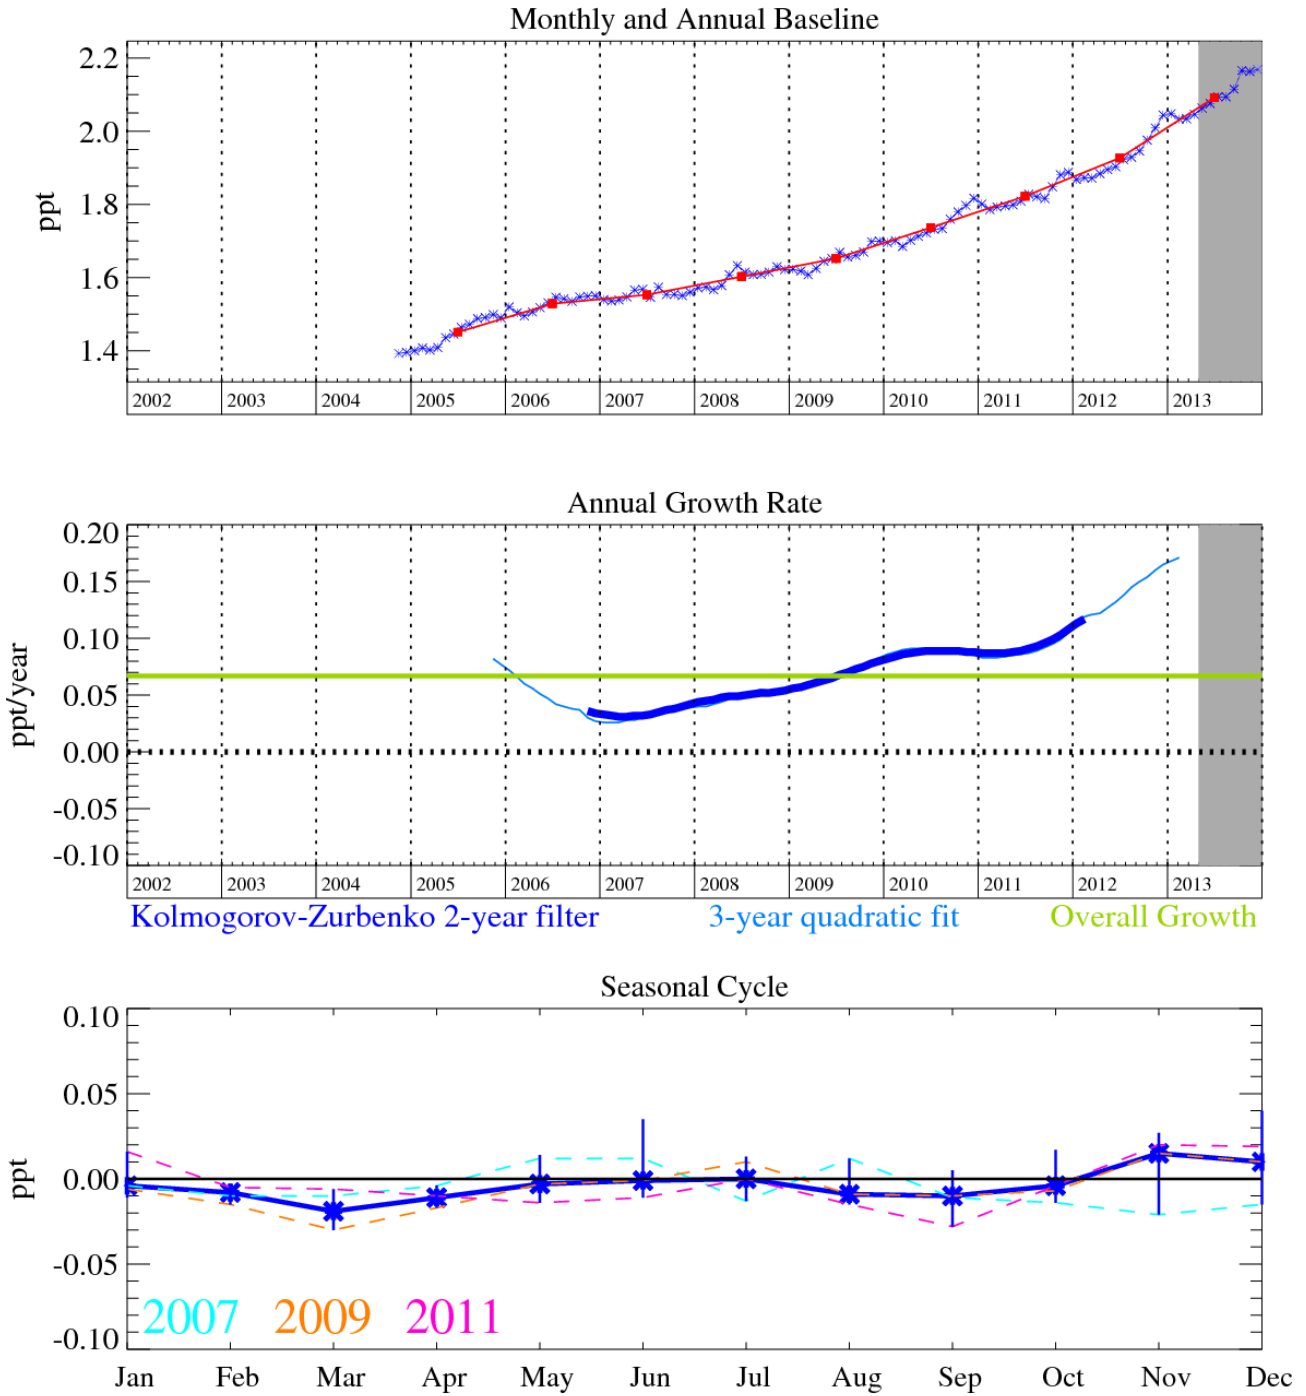 Monthly and Annual Baseline
2.2
2.0
1.8
1.6
1.4
ppt
2002 2003 2004 2005 2006 2007 2008 2009 2010 2011 2012 2013
Annual Growth Rate
0.20
0.15
0.10
0.05
0.00
-0.05
-0.10
ppt/year
2002 2003 2004 2005 2006 2007 2008 2009 2010 2011 2012 2013
Kolmogorov-Zurbenko 2-year filter 3-year quadratic fit Overall Growth
Seasonal Cycle
0.10
0.05
0.00
-0.05
-0.10
ppt
2007 2009 2011
Jan Feb Mar Apr May Jun Jul Aug Sep Oct Nov Dec